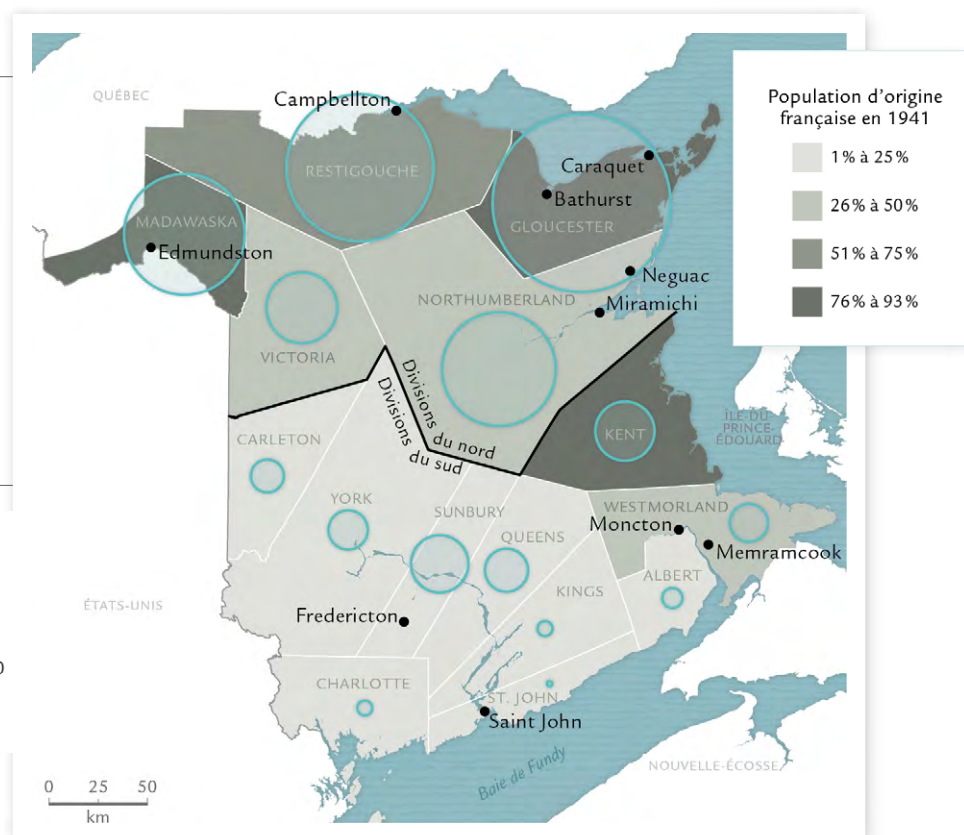 Population d'origine
française en 1941
1 % à 25 %
26 % à 50 %
51 % à 75 %
76 % à 93 %
QUÉBEC
Campbellton
RESTIGOUCHE
Caraquet
Bathurst
GLOUCESTER
MADAWASKA
Edmundston
Neguac
NORTHUMBERLAND
Miramichi
VICTORIA
Divisions du nord
Divisions
du sud
ÎLE-DU-
PRINCE-
ÉDOUARD
KENT
CARLETON
YORK
SUNBURY
QUEENS
WESTMORLAND
Moncton
Memramcook
ALBERT
KINGS
ÉTATS-UNIS
Fredericton
CHARLOTTE
ST. JOHN
Saint John
Baie de Fundy
NOUVELLE-ÉCOSSE
0 25 50
km
0